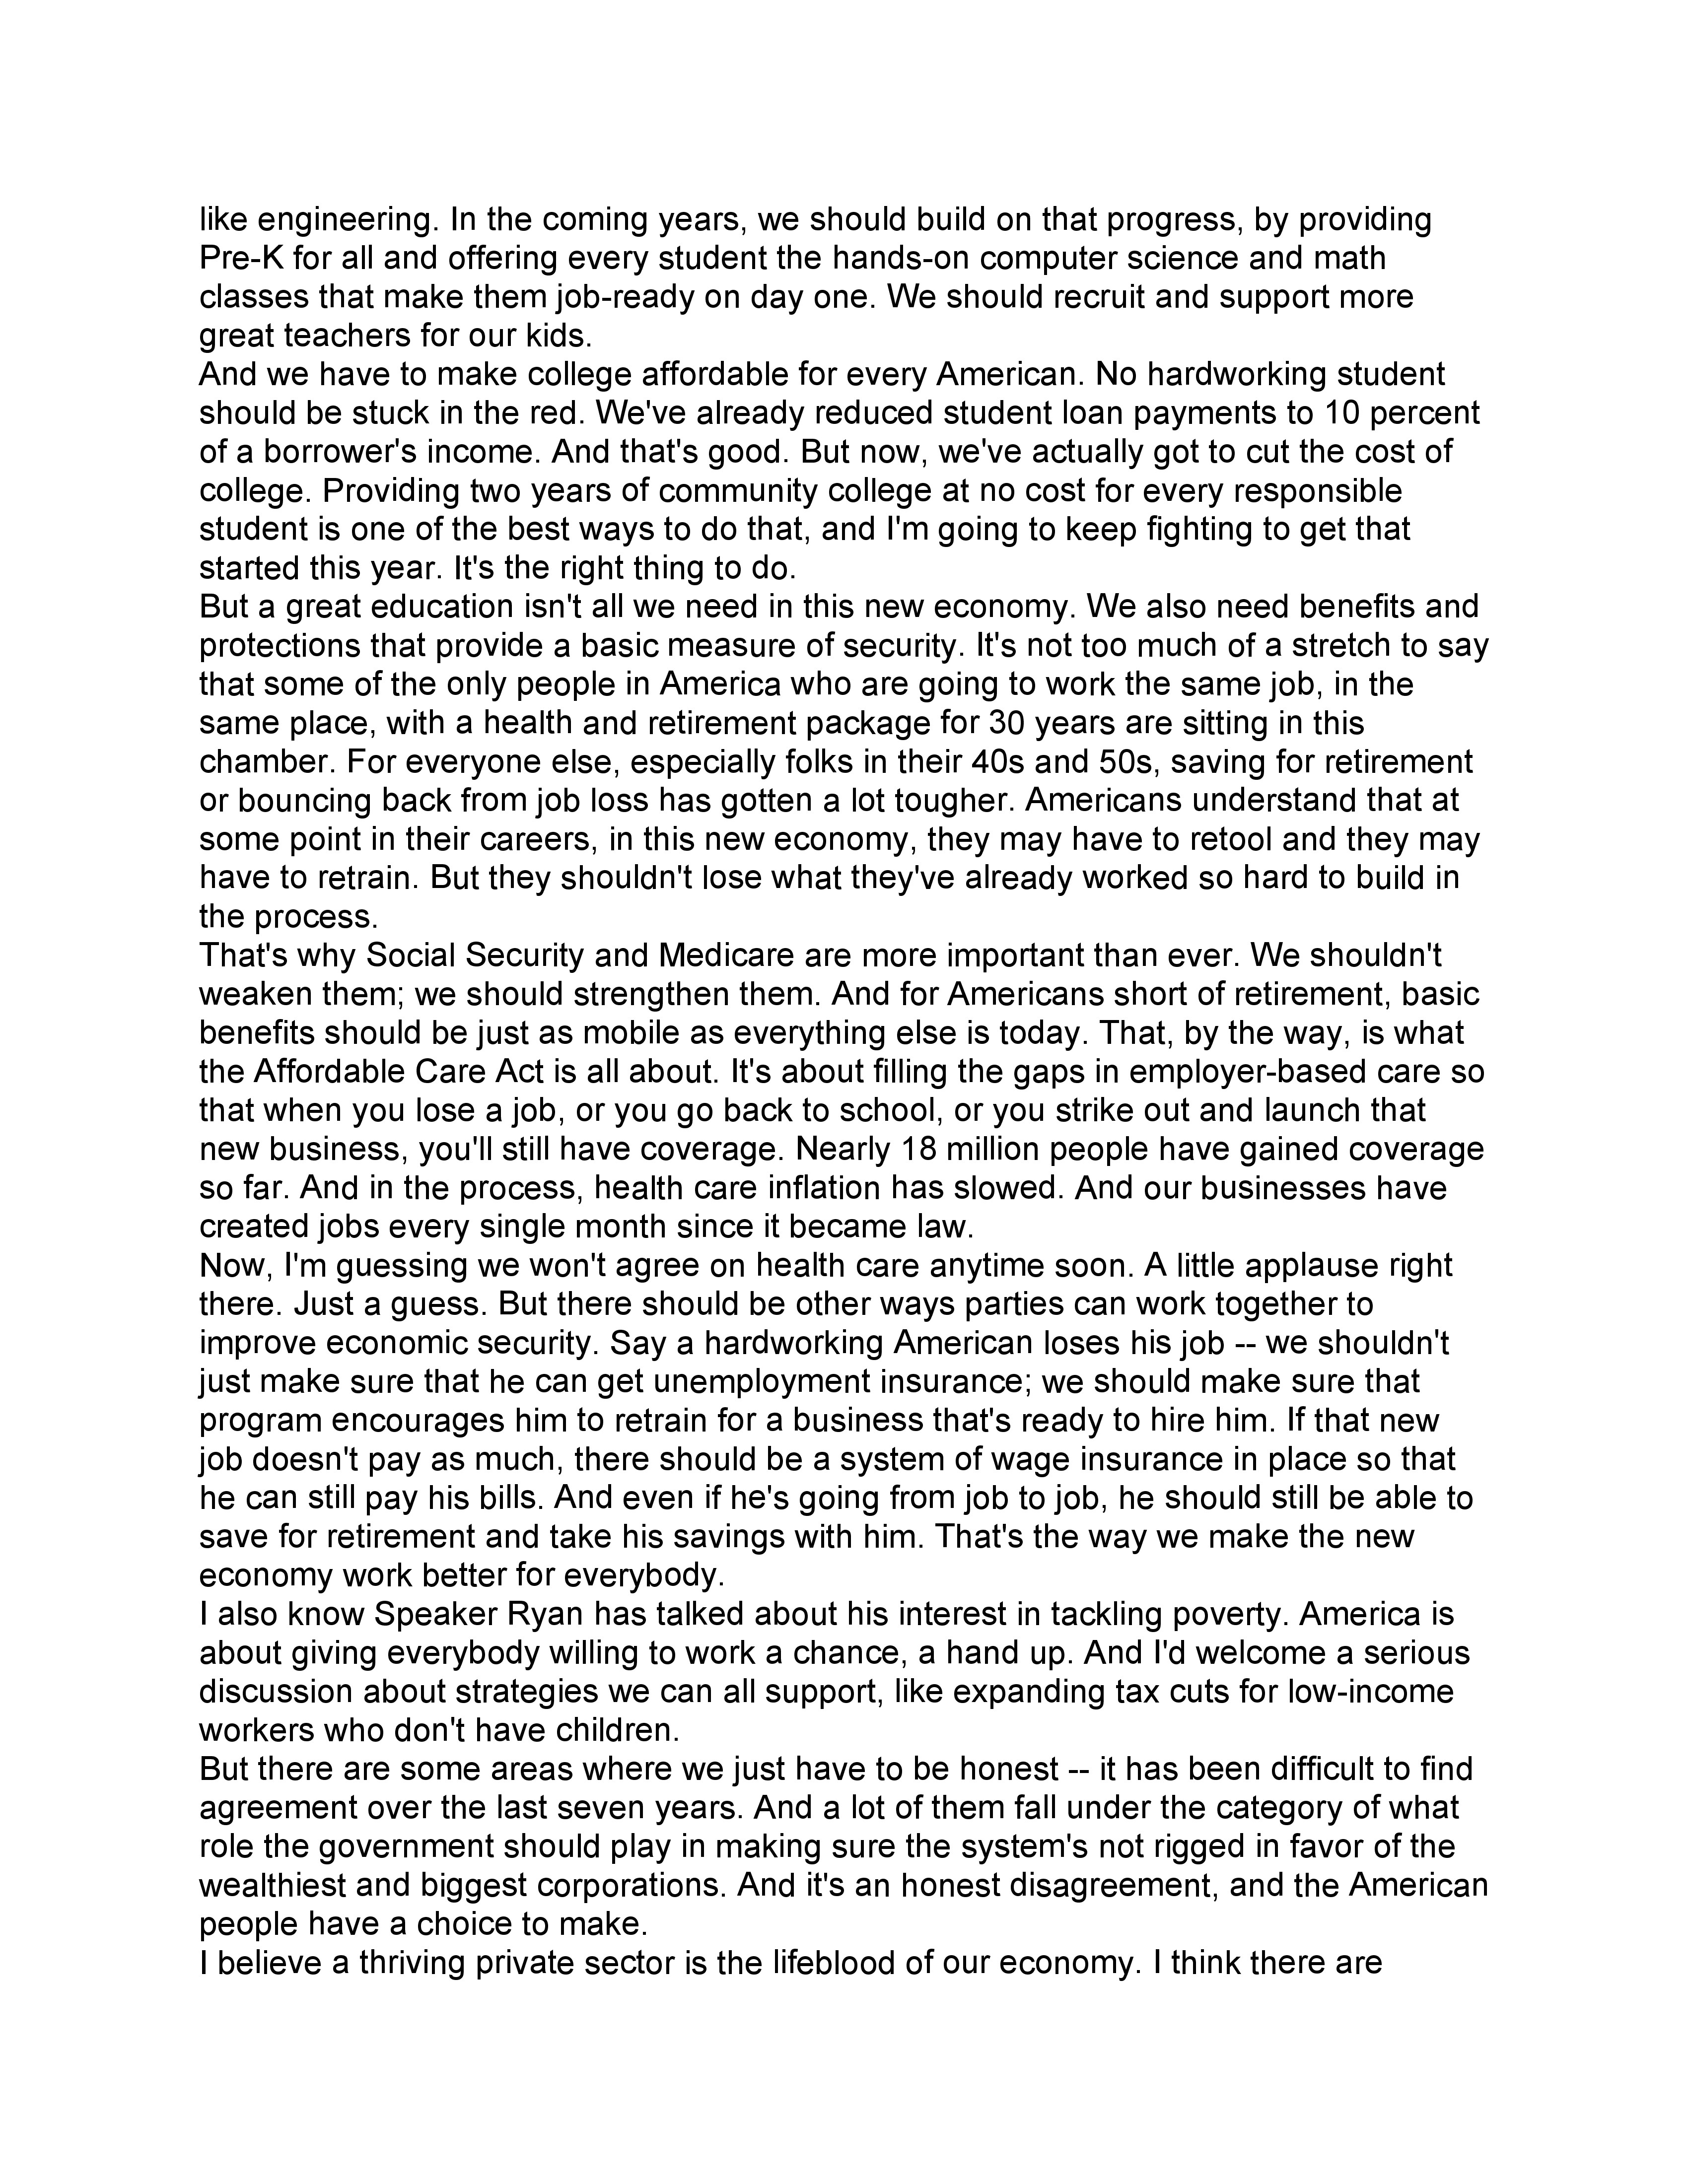 like engineering. In the coming years, we should build on that progress, by providing
Pre-K for all and offering every student the hands-on computer science and math
classes that make them job-ready on day one. We should recruit and support more
great teachers for our kids.
And we have to make college affordable for every American. No hardworking student
should be stuck in the red. We've already reduced student loan payments to 10 percent
of a borrower's income. And that's good. But now, we've actually got to cut the cost of
college. Providing two years of community college at no cost for every responsible
student is one of the best ways to do that, and I'm going to keep fighting to get that
started this year. It's the right thing to do.
But a great education isn't all we need in this new economy. We also need benefits and
protections that provide a basic measure of security. It's not too much of a stretch to say
that some of the only people in America who are going to work the same job, in the
same place, with a health and retirement package for 30 years are sitting in this
chamber. For everyone else, especially folks in their 40s and 50s, saving for retirement
or bouncing back from job loss has gotten a lot tougher. Americans understand that at
some point in their careers, in this new economy, they may have to retool and they may
have to retrain. But they shouldn't lose what they've already worked so hard to build in
the process.
That's why Social Security and Medicare are more important than ever. We shouldn't
weaken them; we should strengthen them. And for Americans short of retirement, basic
benefits should be just as mobile as everything else is today. That, by the way, is what
the Affordable Care Act is all about. It's about filling the gaps in employer-based care so
that when you lose a job, or you go back to school, or you strike out and launch that
new business, you'll still have coverage. Nearly 18 million people have gained coverage
so far. And in the process, health care inflation has slowed. And our businesses have
created jobs every single month since it became law.
Now, I'm guessing we won't agree on health care anytime soon. A little applause right
there. Just a guess. But there should be other ways parties can work together to
improve economic security. Say a hardworking American loses his job -- we shouldn't
just make sure that he can get unemployment insurance; we should make sure that
program encourages him to retrain for a business that's ready to hire him. If that new
job doesn't pay as much, there should be a system of wage insurance in place so that
he can still pay his bills. And even if he's going from job to job, he should still be able to
save for retirement and take his savings with him. That's the way we make the new
economy work better for everybody.
I also know Speaker Ryan has talked about his interest in tackling poverty. America is
about giving everybody willing to work a chance, a hand up. And I'd welcome a serious
discussion about strategies we can all support, like expanding tax cuts for low-income
workers who don't have children.
But there are some areas where we just have to be honest -- it has been difficult to find
agreement over the last seven years. And a lot of them fall under the category of what
role the government should play in making sure the system's not rigged in favor of the
wealthiest and biggest corporations. And it's an honest disagreement, and the American
people have a choice to make.
I believe a thriving private sector is the lifeblood of our economy. I think there are